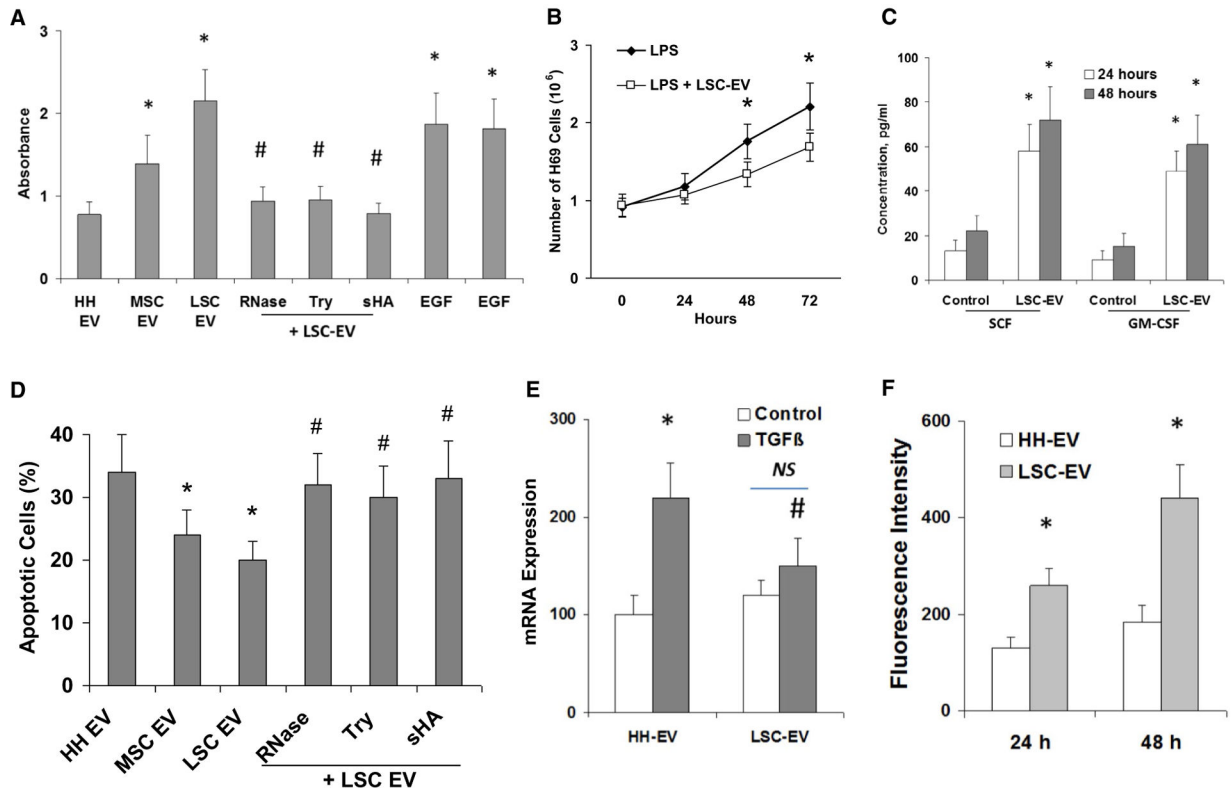 A
3
2
1
0
Absorbance
*
*
*
#
#
#
*
*
HH EV
MSC EV
LSC EV
RNase
Try
sHA
EGF
EGF
+ LSC-EV
B
3
2
1
0
Number of H69 Cells (10⁶)
LPS
LPS + LSC-EV
*
*
0
24
48
72
Hours
C
100
80
60
40
20
0
Concentration, pg/ml
24 hours
48 hours
*
*
*
*
Control
LSC-EV
Control
LSC-EV
SCF
GM-CSF
D
40
30
20
10
0
Apoptotic Cells (%)
*
*
#
#
#
HH EV
MSC EV
LSC EV
RNase
Try
sHA
+ LSC EV
E
300
200
100
0
mRNA Expression
Control
TGFß
*
NS
#
HH-EV
LSC-EV
F
600
400
200
0
Fluorescence Intensity
HH-EV
LSC-EV
*
*
24 h
48 h